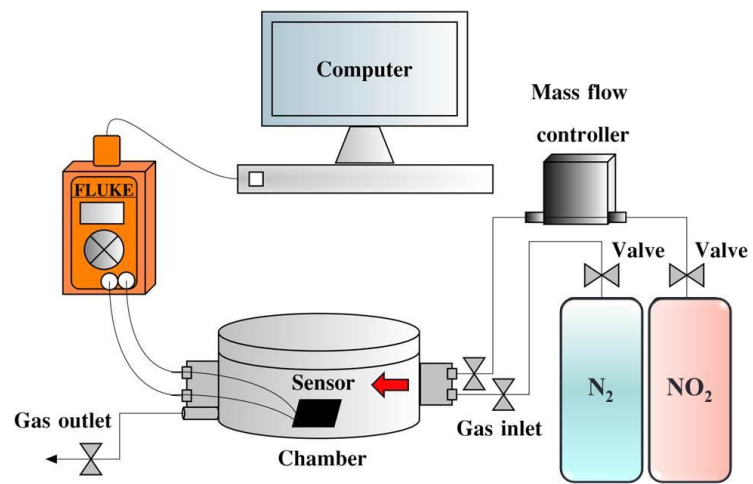 Computer
Mass flow
controller
FLUKE
Valve
Valve
Sensor
N₂
NO₂
Gas outlet
Gas inlet
Chamber